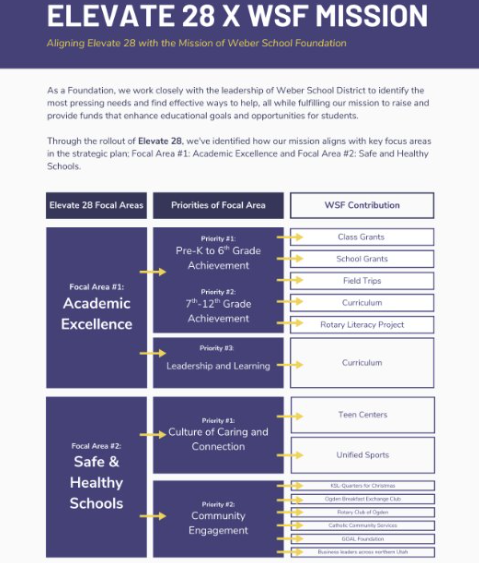 ELEVATE 28 X WSF MISSION
Aligning Elevate 28 with the Mission of Weber School Foundation
As a Foundation, we work closely with the leadership of Weber School District to identify the
most pressing needs and find effective ways to help, all while fulfilling our mission to raise and
provide funds that enhance educational goals and opportunities for students.
Through the rollout of Elevate 28, we've identified how our mission aligns with key focus areas
in the strategic plan; Focal Area #1: Academic Excellence and Focal Area #2: Safe and Healthy
Schools.
Elevate 28 Focal Areas
Priorities of Focal Area
WSF Contribution
Focal Area #1:
Academic
Excellence
Priority #1:
Pre-K to 6th Grade
Achievement
Priority #2:
7th-12th Grade
Achievement
Class Grants
School Grants
Field Trips
Curriculum
Rotary Literacy Project
Priority #3:
Leadership and Learning
Curriculum
Focal Area #2:
Safe &
Healthy
Schools
Priority #1:
Culture of Caring and
Connection
Teen Centers
Unified Sports
Priority #2:
Community
Engagement
KSL-Quarters for Christmas
Ogden Breakfast Exchange Club
Rotary Club of Ogden
Catholic Community Services
GOAL Foundation
Business leaders across northern Utah